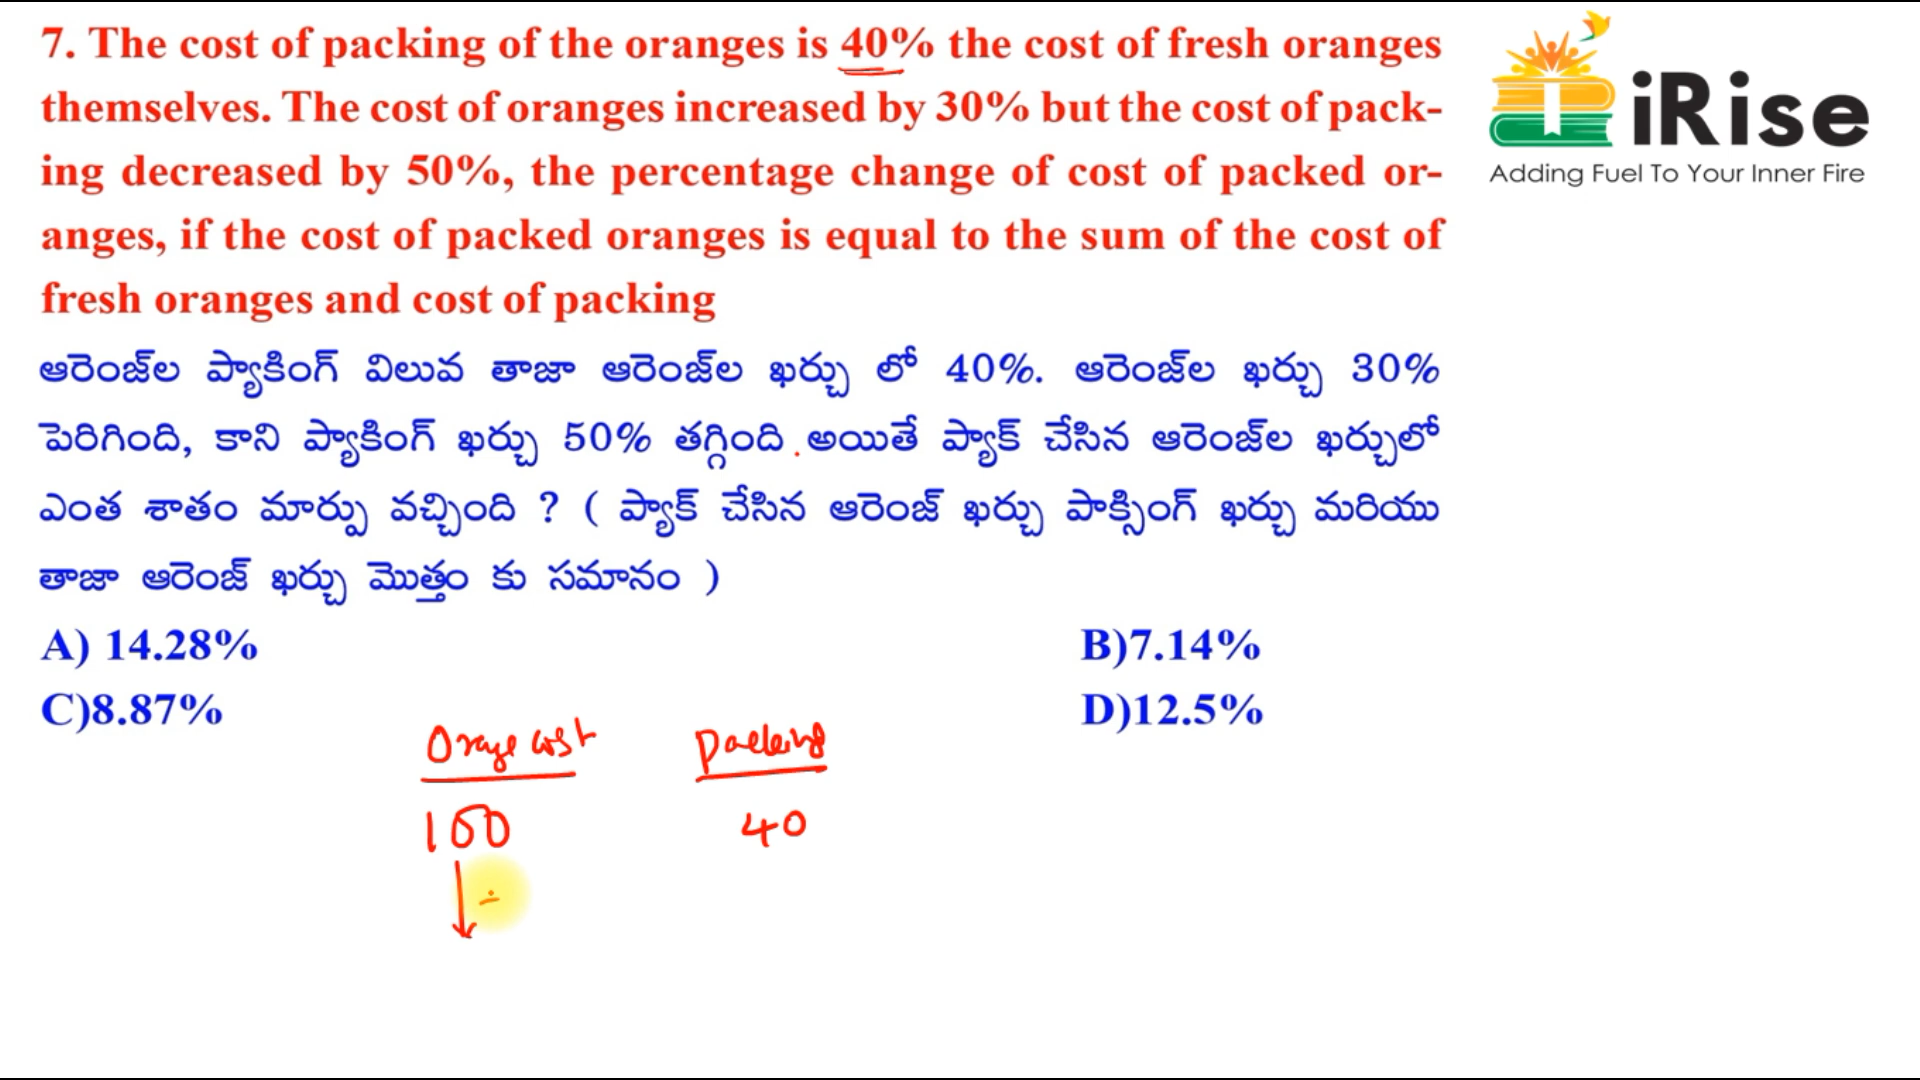 7. The cost of packing of the oranges is 40% the cost of fresh oranges
themselves. The cost of oranges increased by 30% but the cost of pack-
ing decreased by 50%, the percentage change of cost of packed or-
anges, if the cost of packed oranges is equal to the sum of the cost of
fresh oranges and cost of packing
ఆరెంజ్‌ల ప్యాకింగ్ విలువ తాజా ఆరెంజ్‌ల ఖర్చు లో 40%. ఆరెంజ్‌ల ఖర్చు 30%
పెరిగింది, కాని ప్యాకింగ్ ఖర్చు 50% తగ్గింది. అయితే ప్యాక్ చేసిన ఆరెంజ్‌ల ఖర్చులో
ఎంత శాతం మార్పు వచ్చింది ? ( ప్యాక్ చేసిన ఆరెంజ్ ఖర్చు పాక్సింగ్ ఖర్చు మరియు
తాజా ఆరెంజ్ ఖర్చు మొత్తం కు సమానం )
A) 14.28% B)7.14%
C)8.87% D)12.5%
Orange cost Packing
100 40
iRise
Adding Fuel To Your Inner Fire